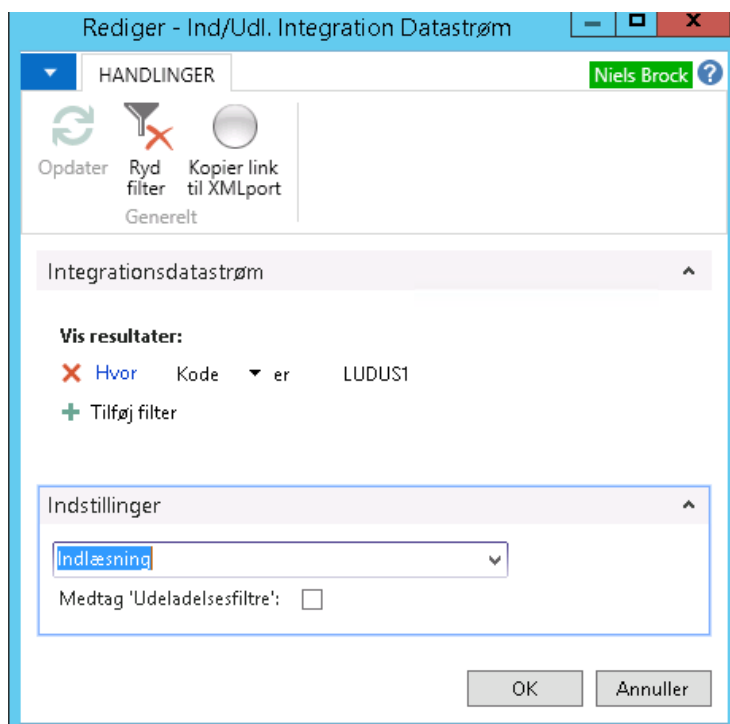 Rediger - Ind/Udl. Integration Datastrøm
HANDLINGER
Niels Brock
Opdater
Ryd filter
Kopier link til XMLport
Generelt
Integrationsdatastrøm
Vis resultater:
Hvor Kode er LUDUS1
Tilføj filter
Indstillinger
Indlæsning
Medtag 'Udeladelsesfiltre':
OK Annuller